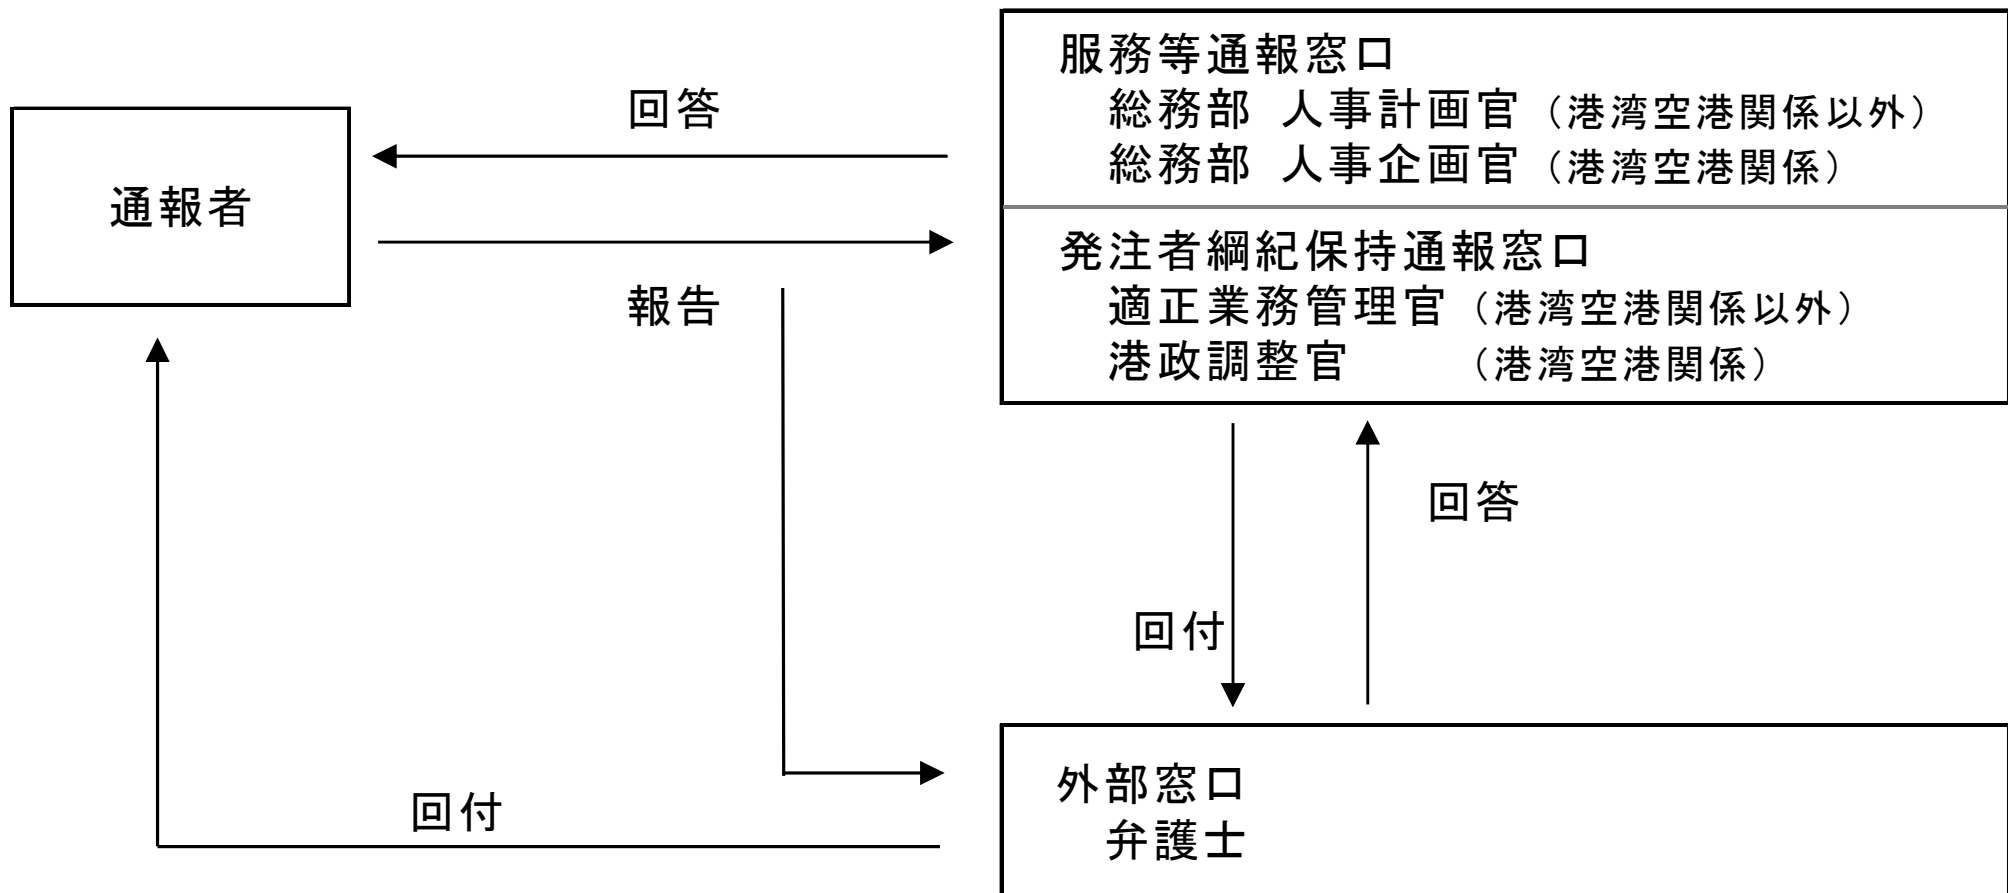 服務等通報窓口
総務部 人事計画官（港湾空港関係以外）
総務部 人事企画官（港湾空港関係）
回答
通報者
発注者綱紀保持通報窓口
適正業務管理官（港湾空港関係以外）
港政調整官　　（港湾空港関係）
報告
回答
回付
外部窓口
弁護士
回付